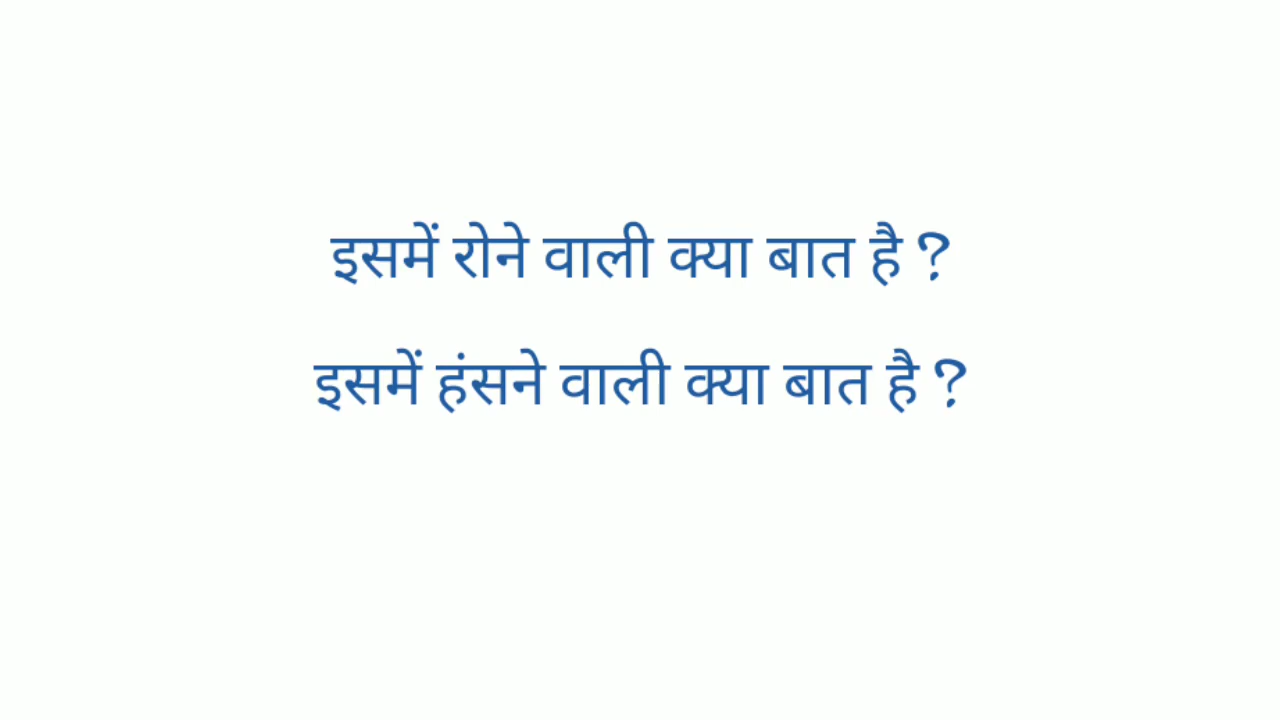 इसमें रोने वाली क्या बात है ?
इसमें हंसने वाली क्या बात है ?